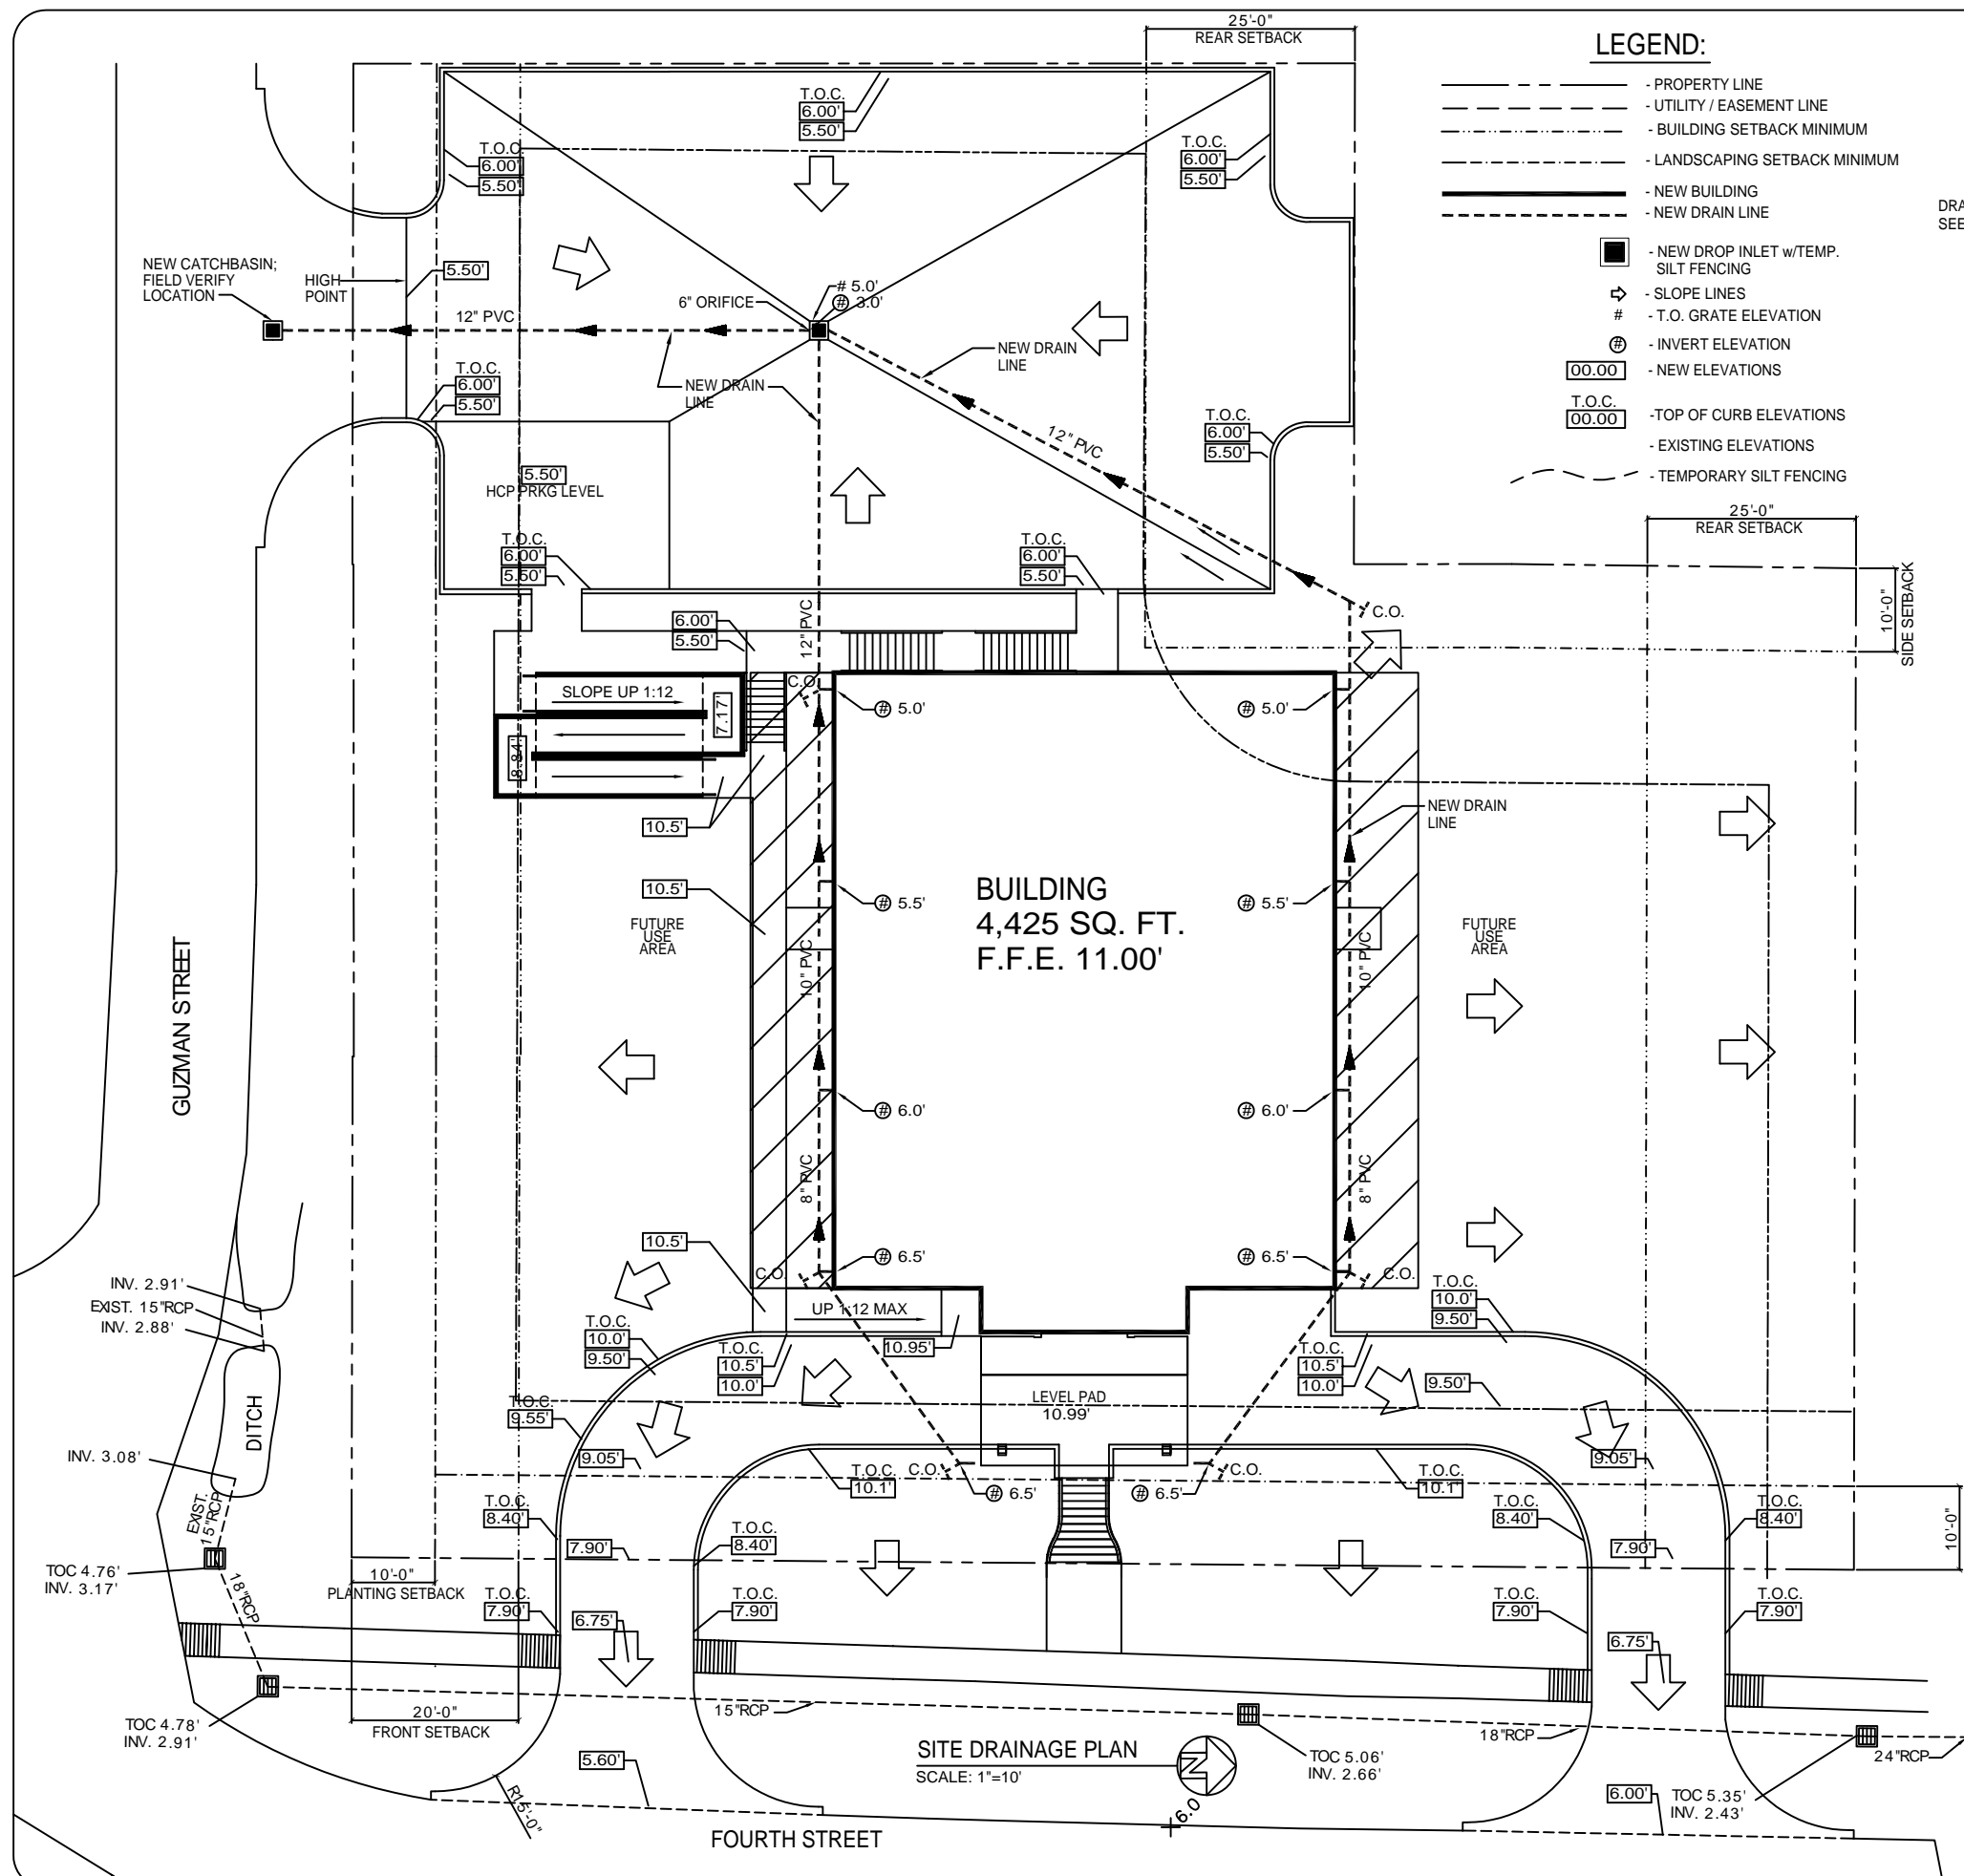 25'-0"
REAR SETBACK
LEGEND:
- PROPERTY LINE
- UTILITY / EASEMENT LINE
- BUILDING SETBACK MINIMUM
- LANDSCAPING SETBACK MINIMUM
- NEW BUILDING
- NEW DRAIN LINE
DRA
SEE
- NEW DROP INLET w/TEMP.
SILT FENCING
- SLOPE LINES
# - T.O. GRATE ELEVATION
# - INVERT ELEVATION
00.00 - NEW ELEVATIONS
T.O.C.
00.00 -TOP OF CURB ELEVATIONS
- EXISTING ELEVATIONS
- TEMPORARY SILT FENCING
25'-0"
REAR SETBACK
10'-0"
SIDE SETBACK
T.O.C.
6.00'
5.50'
T.O.C.
6.00'
5.50'
T.O.C.
6.00'
5.50'
NEW CATCHBASIN;
FIELD VERIFY
LOCATION
HIGH
POINT
5.50'
12" PVC
6" ORIFICE
# 5.0'
# 3.0'
NEW DRAIN
LINE
NEW DRAIN
LINE
12" PVC
T.O.C.
6.00'
5.50'
T.O.C.
6.00'
5.50'
5.50'
HCP PRKG LEVEL
T.O.C.
6.00'
5.50'
T.O.C.
6.00'
5.50'
C.O.
6.00'
5.50'
12" PVC
C.O.
SLOPE UP 1:12
7.17'
8.84'
# 5.0'
# 5.0'
10.5'
NEW DRAIN
LINE
10.5'
# 5.5'
# 5.5'
BUILDING
4,425 SQ. FT.
F.F.E. 11.00'
FUTURE
USE
AREA
FUTURE
USE
AREA
10" PVC
10" PVC
GUZMAN STREET
# 6.0'
# 6.0'
8" PVC
8" PVC
10.5'
# 6.5'
# 6.5'
C.O.
C.O.
INV. 2.91'
EXIST. 15"RCP
INV. 2.88'
UP 1:12 MAX
T.O.C.
10.0'
9.50'
T.O.C.
10.0'
9.50'
T.O.C.
10.5'
10.0'
10.95'
T.O.C.
10.5'
10.0'
9.50'
LEVEL PAD
10.99'
T.O.C.
9.55'
DITCH
INV. 3.08'
9.05'
9.05'
C.O.
C.O.
T.O.C.
10.1'
T.O.C.
10.1'
# 6.5'
# 6.5'
EXIST.
15"RCP
T.O.C.
8.40'
T.O.C.
8.40'
T.O.C.
8.40'
T.O.C.
8.40'
7.90'
7.90'
10'-0"
TOC 4.76'
INV. 3.17'
18"RCP
10'-0"
PLANTING SETBACK
T.O.C.
7.90'
T.O.C.
7.90'
T.O.C.
7.90'
T.O.C.
7.90'
6.75'
6.75'
TOC 4.78'
INV. 2.91'
20'-0"
FRONT SETBACK
15"RCP
18"RCP
24"RCP
SITE DRAINAGE PLAN
SCALE: 1"=10'
N
TOC 5.06'
INV. 2.66'
5.60'
R15'-0"
6.0
6.00'
TOC 5.35'
INV. 2.43'
FOURTH STREET